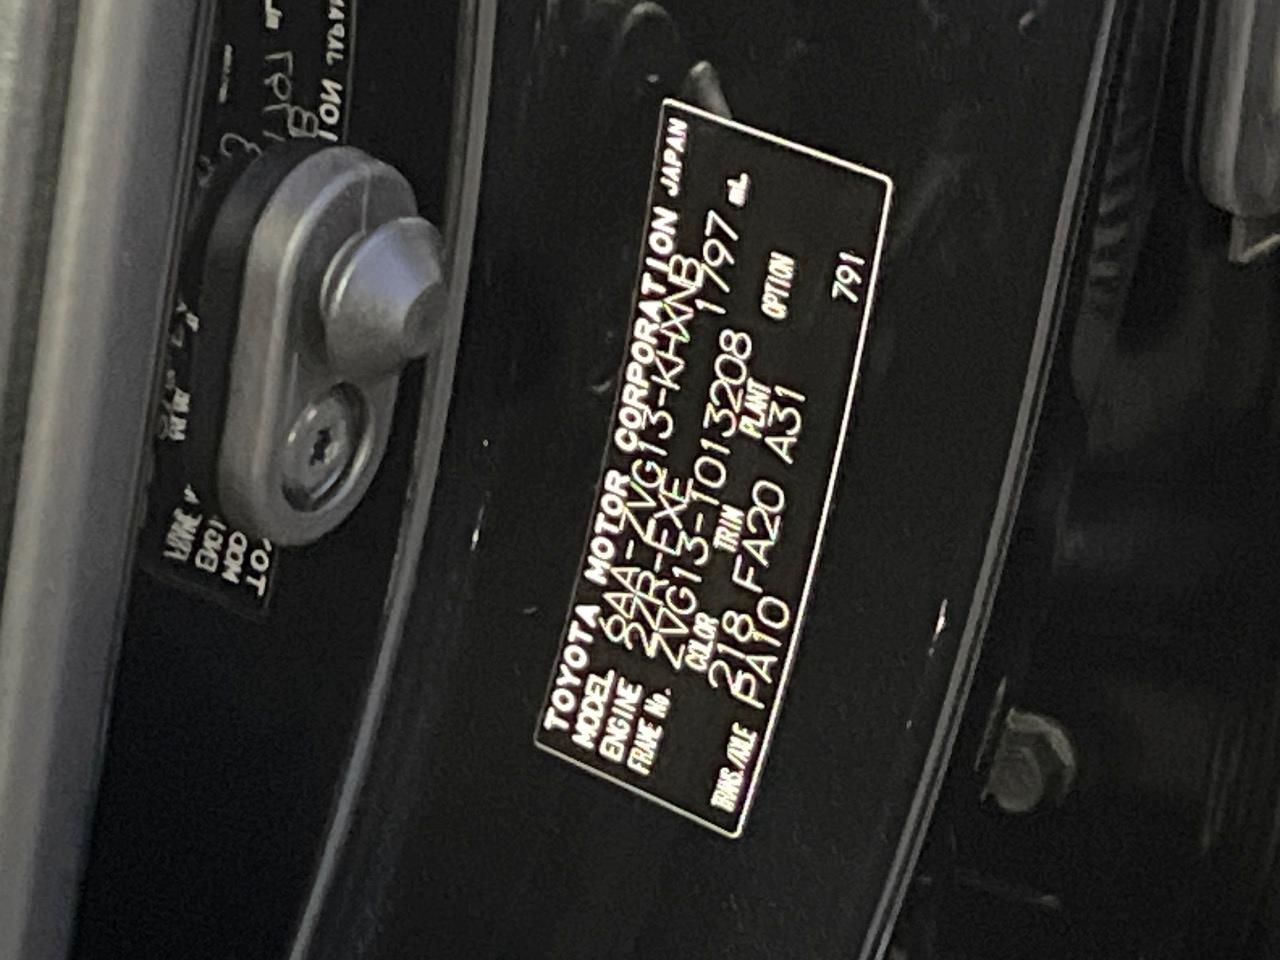 TOYOTA MOTOR CORPORATION JAPAN
MODEL 6AA-ZVG13-KHXNB
ENGINE 2ZR-FXE 1797 mL
FRAME No. ZVG13-1013208
COLOR TRIM PLANT OPTION
218 FA20 A31
TRANS./AXLE PA10 791